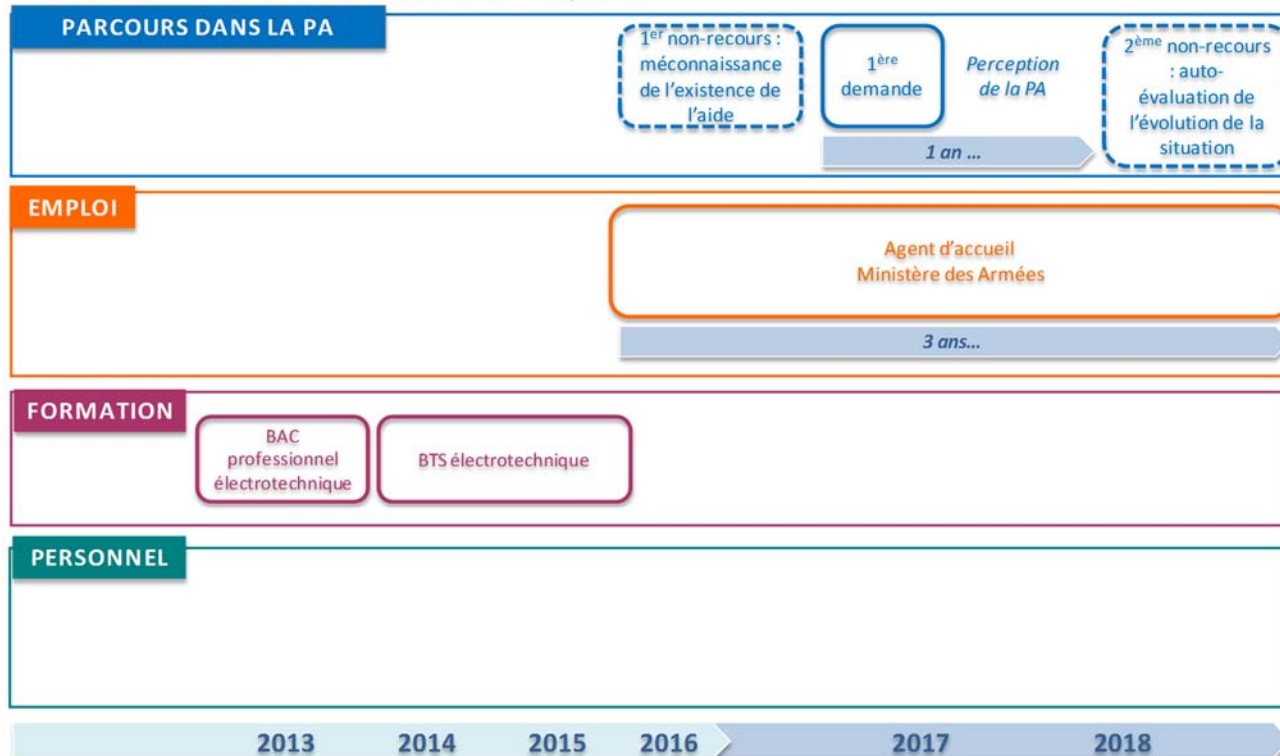 PARCOURS DANS LA PA
1er non-recours :
méconnaissance
de l'existence de
l'aide
1ère
demande
Perception
de la PA
2ème non-recours
: auto-
évaluation de
l'évolution de la
situation
1 an ...
EMPLOI
Agent d'accueil
Ministère des Armées
3 ans...
FORMATION
BAC
professionnel
électrotechnique
BTS électrotechnique
PERSONNEL
2013 2014 2015 2016 2017 2018